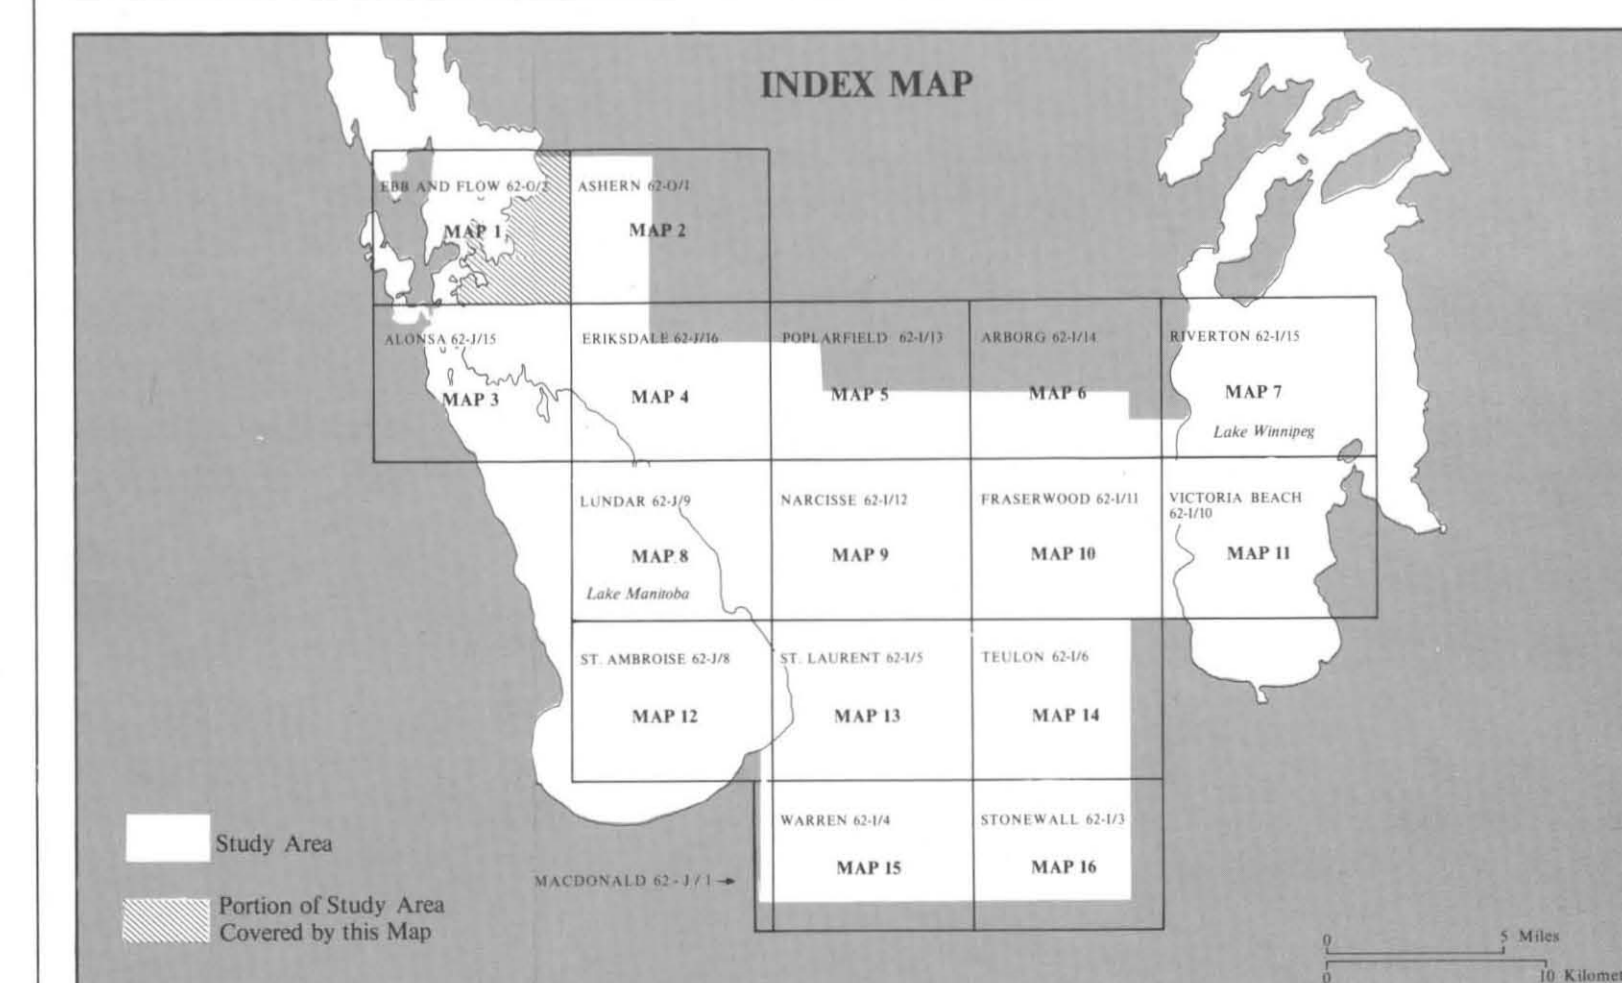 INDEX MAP
EBB AND FLOW 62-O/2
MAP 1
ASHERN 62-O/1
MAP 2
ALONSA 62-J/15
MAP 3
ERIKSDALE 62-J/16
MAP 4
POPLARFIELD 62-I/13
MAP 5
ARBORG 62-I/14
MAP 6
RIVERTON 62-I/15
MAP 7
Lake Winnipeg
LUNDAR 62-J/9
MAP 8
Lake Manitoba
NARCISSE 62-I/12
MAP 9
FRASERWOOD 62-I/11
MAP 10
VICTORIA BEACH
62-I/10
MAP 11
ST. AMBROISE 62-J/8
MAP 12
ST. LAURENT 62-I/5
MAP 13
TEULON 62-I/6
MAP 14
WARREN 62-I/4
MAP 15
STONEWALL 62-I/3
MAP 16
MACDONALD 62-J/1
Study Area
Portion of Study Area
Covered by this Map
0 5 Miles
0 10 Kilomet